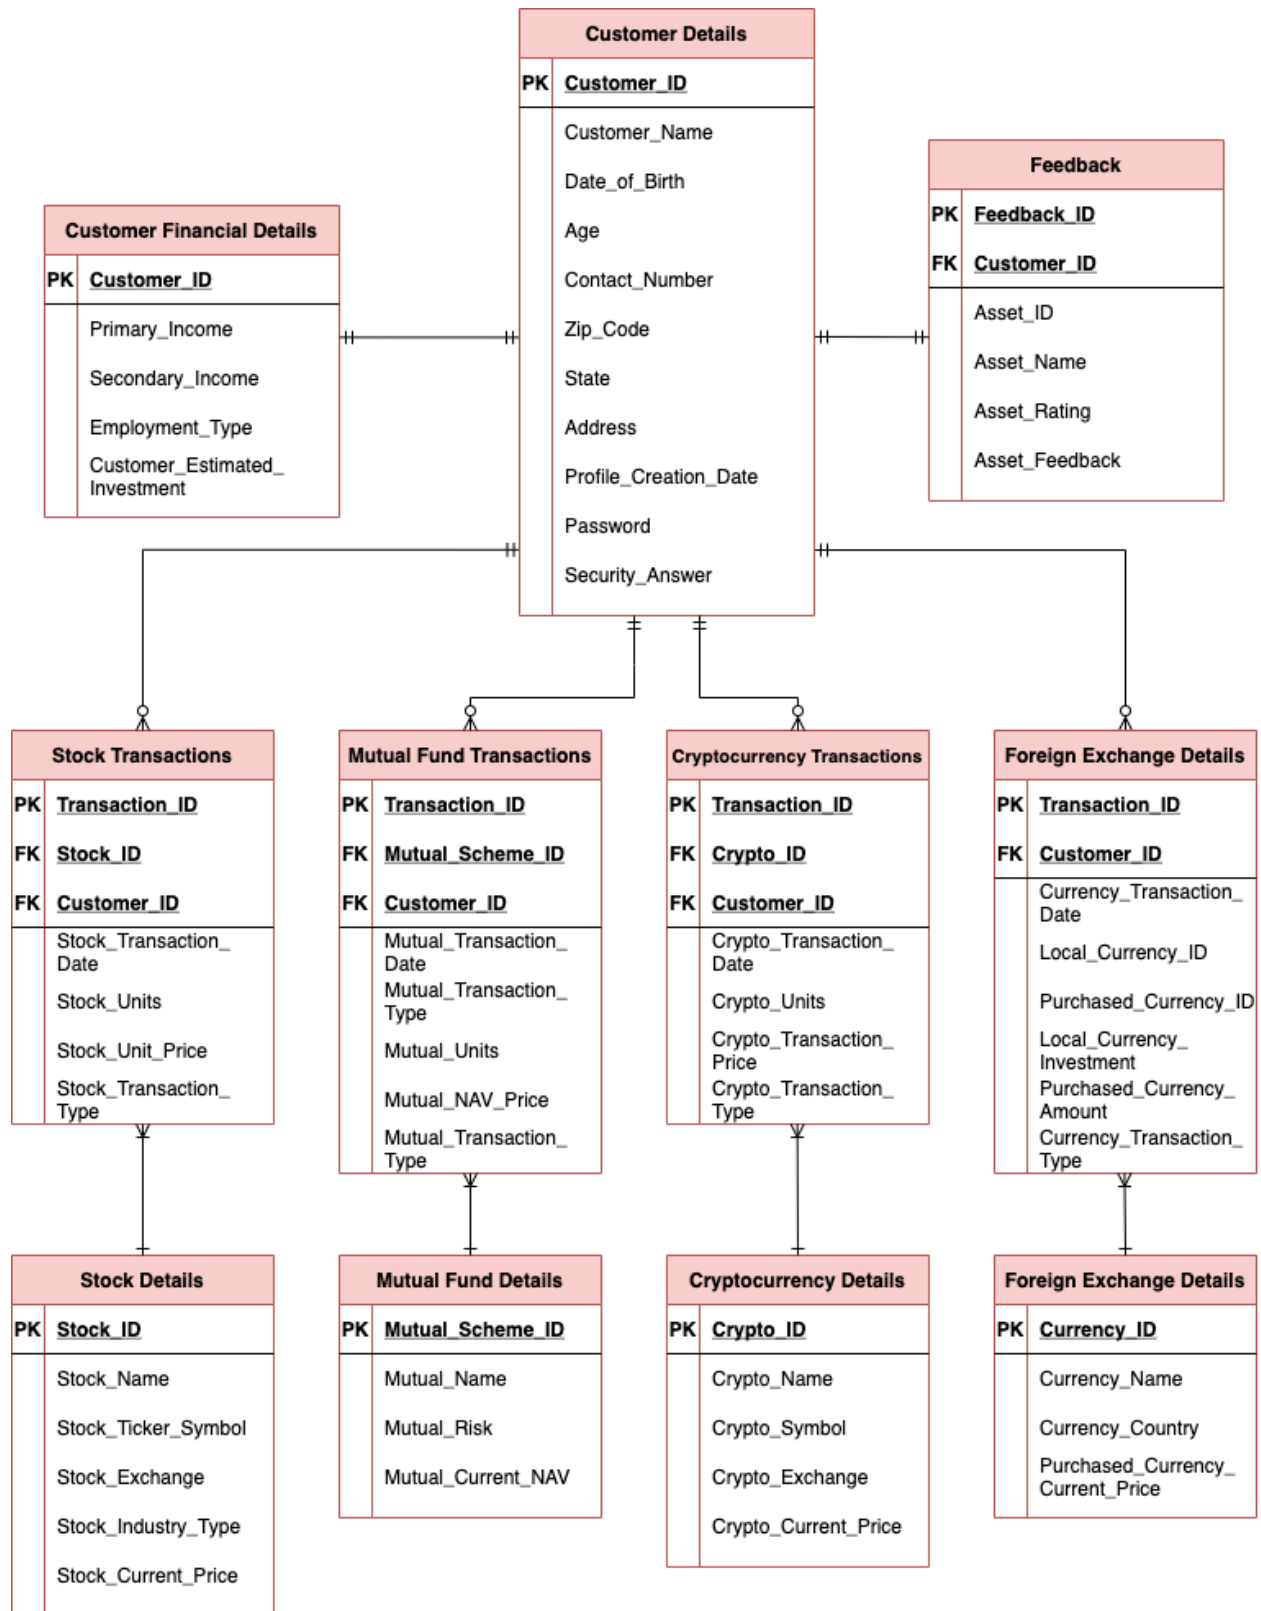 Customer Details
PK Customer_ID
Customer_Name
Date_of_Birth
Age
Contact_Number
Zip_Code
State
Address
Profile_Creation_Date
Password
Security_Answer
Feedback
PK Feedback_ID
FK Customer_ID
Asset_ID
Asset_Name
Asset_Rating
Asset_Feedback
Customer Financial Details
PK Customer_ID
Primary_Income
Secondary_Income
Employment_Type
Customer_Estimated_
Investment
Stock Transactions
PK Transaction_ID
FK Stock_ID
FK Customer_ID
Stock_Transaction_
Date
Stock_Units
Stock_Unit_Price
Stock_Transaction_
Type
Mutual Fund Transactions
PK Transaction_ID
FK Mutual_Scheme_ID
FK Customer_ID
Mutual_Transaction_
Date
Mutual_Transaction_
Type
Mutual_Units
Mutual_NAV_Price
Mutual_Transaction_
Type
Cryptocurrency Transactions
PK Transaction_ID
FK Crypto_ID
FK Customer_ID
Crypto_Transaction_
Date
Crypto_Units
Crypto_Transaction_
Price
Crypto_Transaction_
Type
Foreign Exchange Details
PK Transaction_ID
FK Customer_ID
Currency_Transaction_
Date
Local_Currency_ID
Purchased_Currency_ID
Local_Currency_
Investment
Purchased_Currency_
Amount
Currency_Transaction_
Type
Stock Details
PK Stock_ID
Stock_Name
Stock_Ticker_Symbol
Stock_Exchange
Stock_Industry_Type
Stock_Current_Price
Mutual Fund Details
PK Mutual_Scheme_ID
Mutual_Name
Mutual_Risk
Mutual_Current_NAV
Cryptocurrency Details
PK Crypto_ID
Crypto_Name
Crypto_Symbol
Crypto_Exchange
Crypto_Current_Price
Foreign Exchange Details
PK Currency_ID
Currency_Name
Currency_Country
Purchased_Currency_
Current_Price